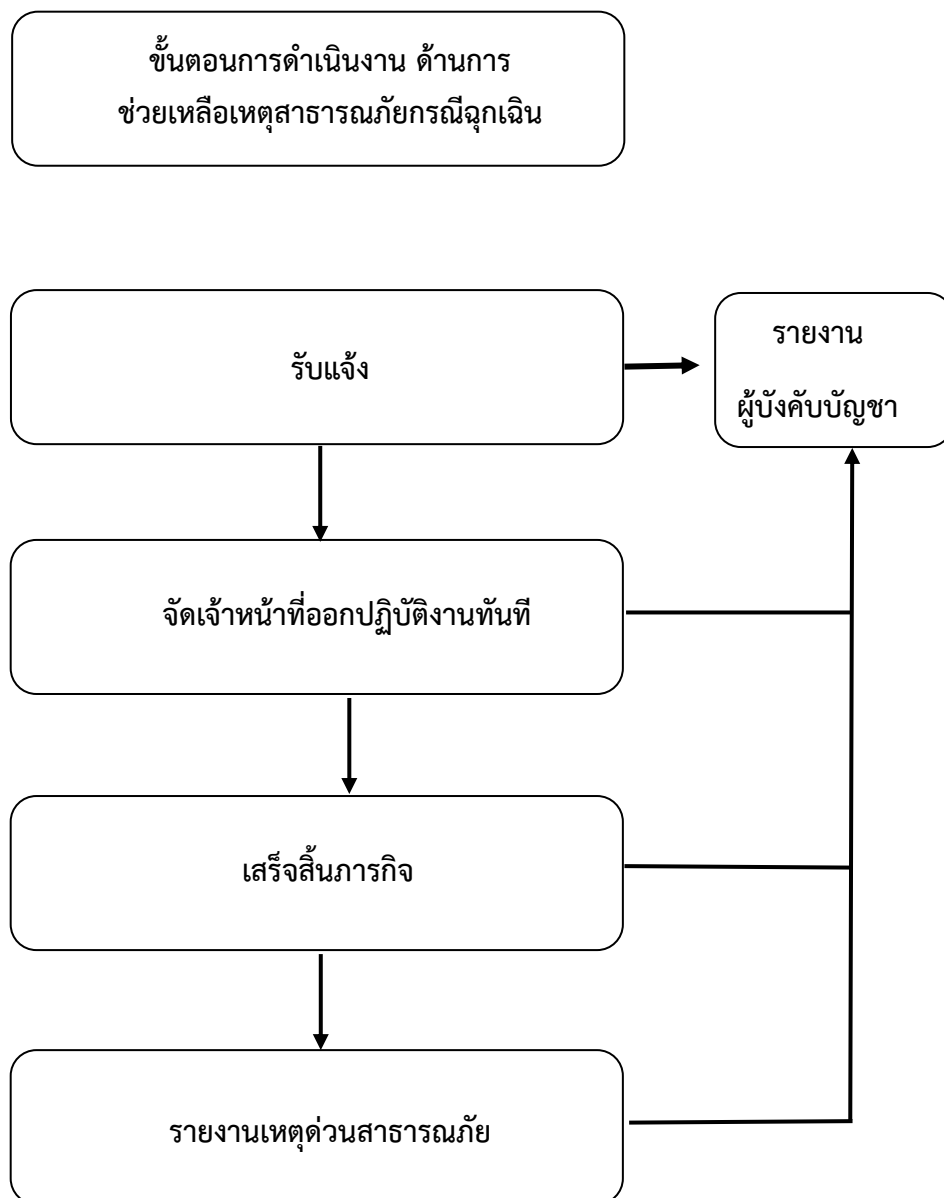 ขั้นตอนการดำเนินงาน ด้านการ
ช่วยเหลือเหตุสาธารณภัยกรณีฉุกเฉิน
รับแจ้ง
รายงาน
ผู้บังคับบัญชา
จัดเจ้าหน้าที่ออกปฏิบัติงานทันที
เสร็จสิ้นภารกิจ
รายงานเหตุด่วนสาธารณภัย